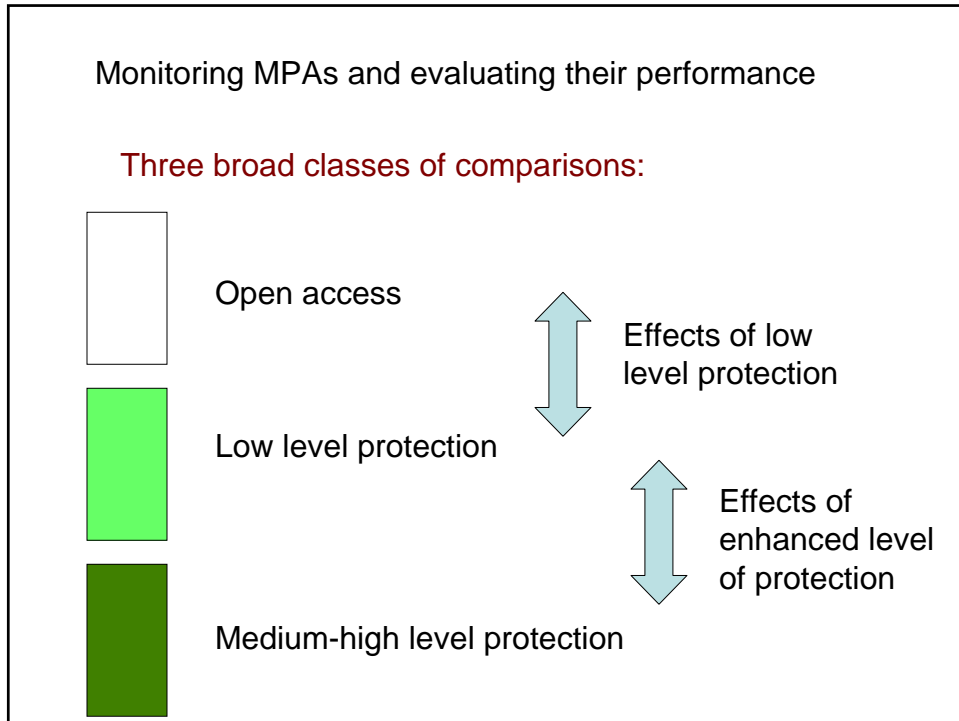 Monitoring MPAs and evaluating their performance
Three broad classes of comparisons:
Open access
Effects of low
level protection
Low level protection
Effects of
enhanced level
of protection
Medium-high level protection